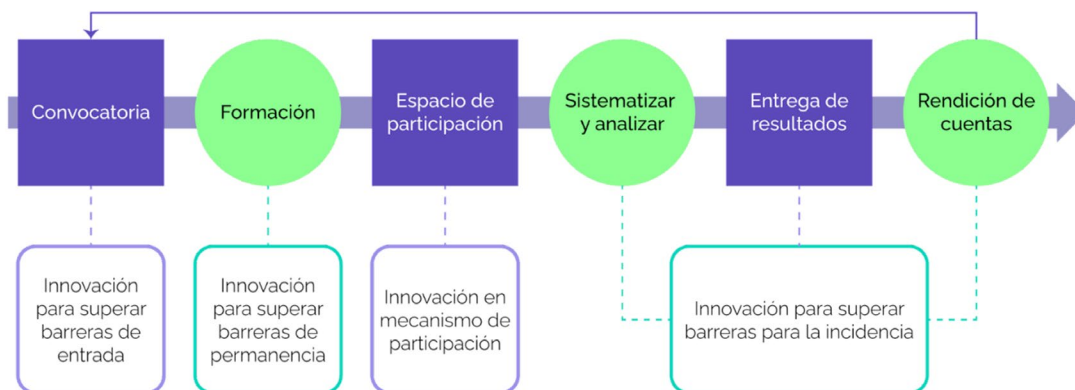 Convocatoria
Formación
Espacio de
participación
Sistematizar
y analizar
Entrega de
resultados
Rendición de
cuentas
Innovación
para superar
barreras de
entrada
Innovación
para superar
barreras de
permanencia
Innovación en
mecanismo de
participación
Innovación para superar
barreras para la incidencia